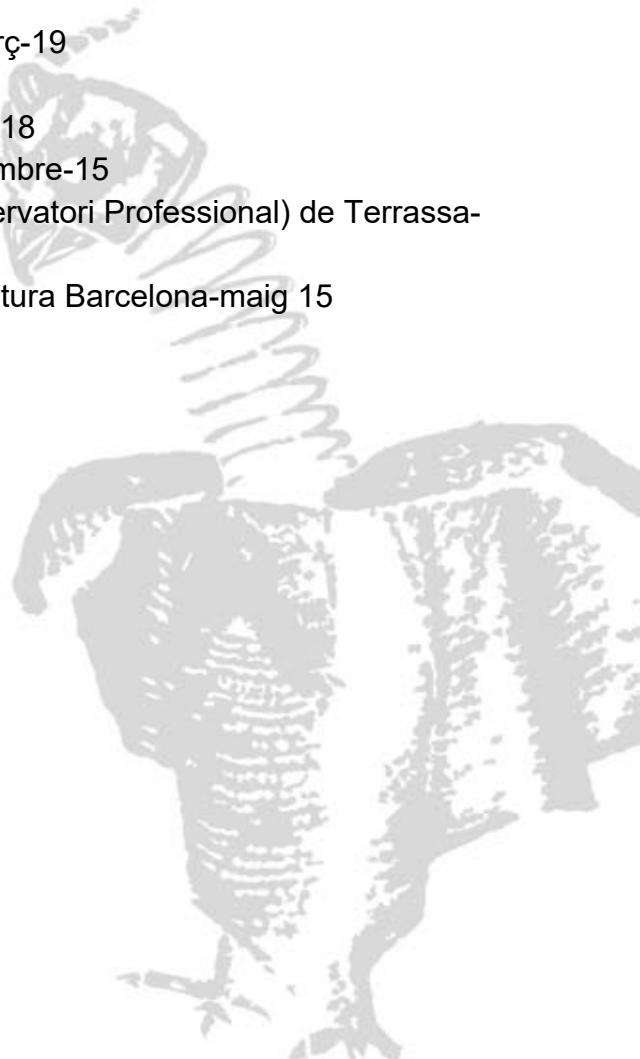 rç-19
18
mbre-15
ervatori Professional) de Terrassa-
tura Barcelona-maig 15